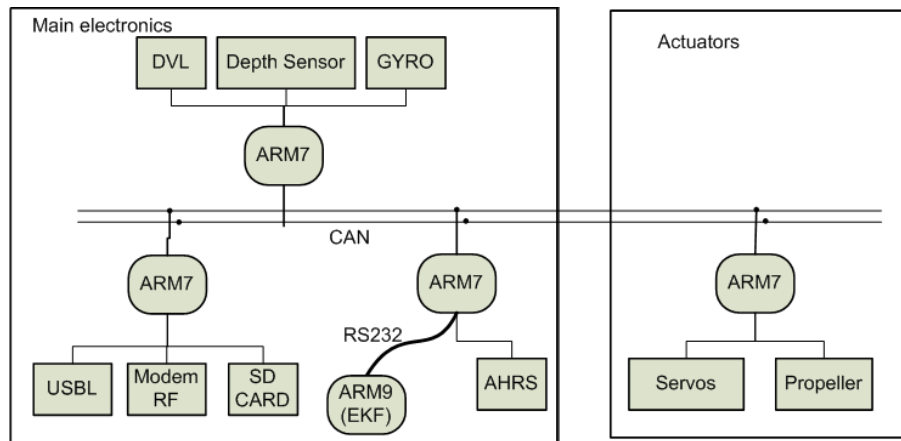 Main electronics
Actuators
DVL
Depth Sensor
GYRO
ARM7
CAN
ARM7
ARM7
ARM7
RS232
USBL
Modem
RF
SD
CARD
ARM9
(EKF)
AHRS
Servos
Propeller